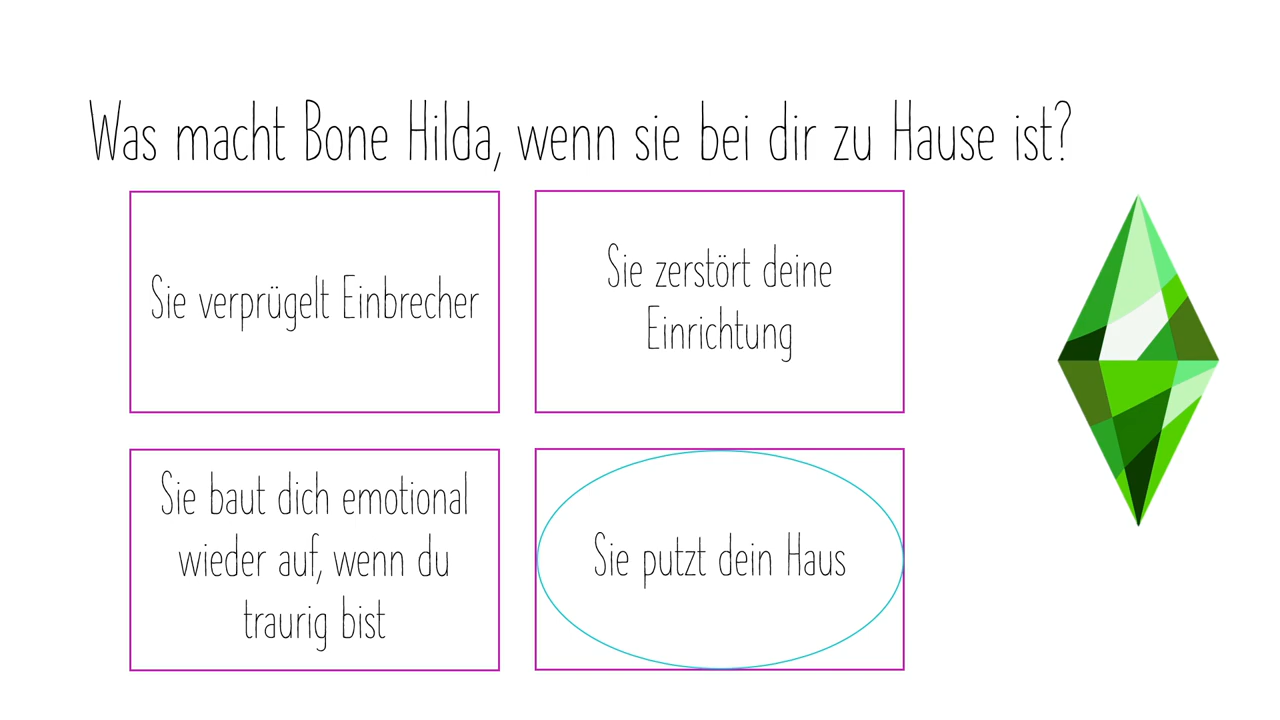 Was macht Bone Hilda, wenn sie bei dir zu Hause ist?
Sie verprügelt Einbrecher
Sie zerstört deine
Einrichtung
Sie baut dich emotional
wieder auf, wenn du
traurig bist
Sie putzt dein Haus